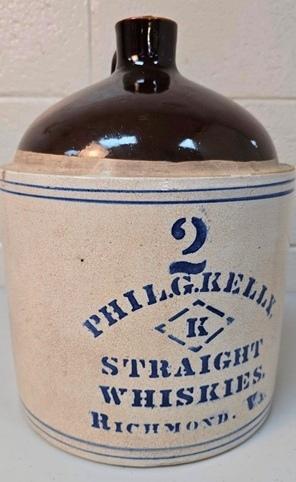 2
PHIL.G.KELLY,
K
STRAIGHT
WHISKIES.
RICHMOND, VA.